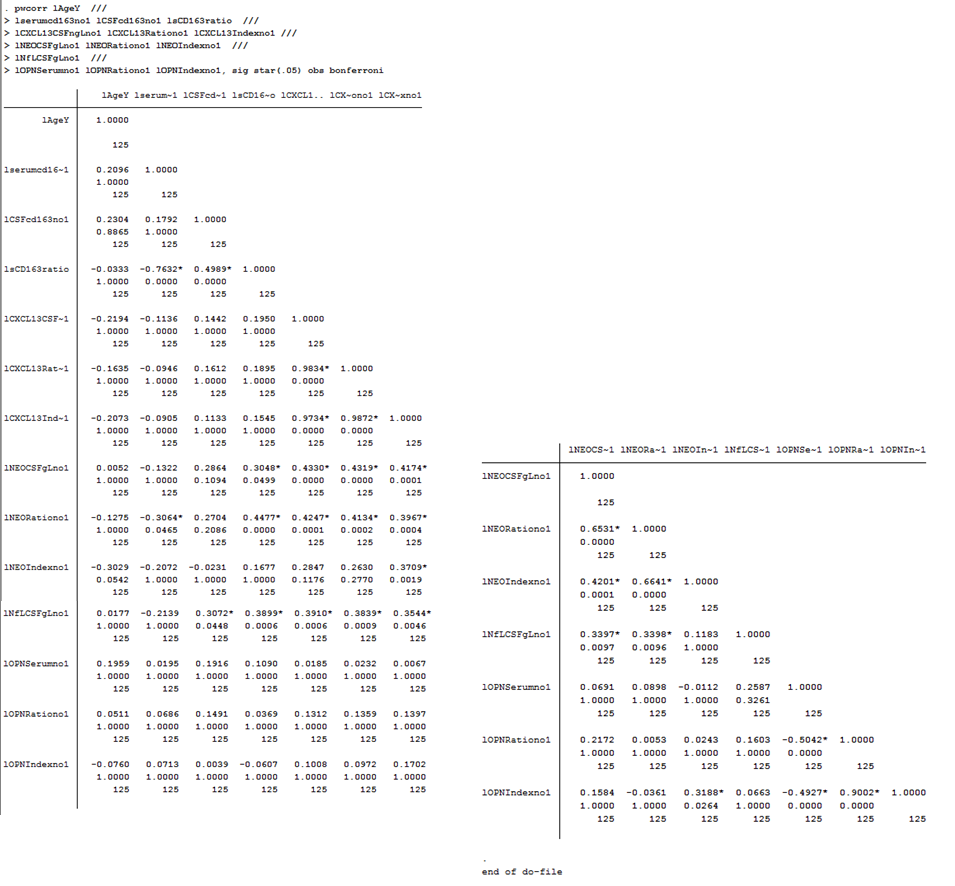 . pwcorr lAgeY  ///
> lserumcd163no1 lCSFcd163no1 lsCD163ratio  ///
> lCXCL13CSFngLno1 lCXCL13Rationo1 lCXCL13Indexno1 ///
> lNEOCSFgLno1 lNEORationo1 lNEOIndexno1  ///
> lNfLCSFgLno1  ///
> lOPNSerumno1 lOPNRationo1 lOPNIndexno1, sig star(.05) obs bonferroni
lAgeY lserum~1 lCSFcd~1 lsCD16~o lCXCL1.. lCX~ono1 lCX~xno1
lAgeY 1.0000
125
lserumcd16~1 0.2096 1.0000
1.0000
125 125
lCSFcd163no1 0.2304 0.1792 1.0000
0.8865 1.0000
125 125 125
lsCD163ratio -0.0333 -0.7632* 0.4989* 1.0000
1.0000 0.0000 0.0000
125 125 125 125
lCXCL13CSF~1 -0.2194 -0.1136 0.1442 0.1950 1.0000
1.0000 1.0000 1.0000 1.0000
125 125 125 125 125
lCXCL13Rat~1 -0.1635 -0.0946 0.1612 0.1895 0.9834* 1.0000
1.0000 1.0000 1.0000 1.0000 0.0000
125 125 125 125 125 125
lCXCL13Ind~1 -0.2073 -0.0905 0.1133 0.1545 0.9734* 0.9872* 1.0000
1.0000 1.0000 1.0000 1.0000 0.0000 0.0000
125 125 125 125 125 125 125
lNEOCSFgLno1 0.0052 -0.1322 0.2864 0.3048* 0.4330* 0.4319* 0.4174*
1.0000 1.0000 0.1094 0.0499 0.0000 0.0000 0.0001
125 125 125 125 125 125 125
lNEORationo1 -0.1275 -0.3064* 0.2704 0.4477* 0.4247* 0.4134* 0.3967*
1.0000 0.0465 0.2086 0.0000 0.0001 0.0002 0.0004
125 125 125 125 125 125 125
lNEOIndexno1 -0.3029 -0.2072 -0.0231 0.1677 0.2847 0.2630 0.3709*
0.0542 1.0000 1.0000 1.0000 0.1176 0.2770 0.0019
125 125 125 125 125 125 125
lNfLCSFgLno1 0.0177 -0.2139 0.3072* 0.3899* 0.3910* 0.3839* 0.3544*
1.0000 1.0000 0.0448 0.0006 0.0006 0.0009 0.0046
125 125 125 125 125 125 125
lOPNSerumno1 0.1959 0.0195 0.1916 0.1090 0.0185 0.0232 0.0067
1.0000 1.0000 1.0000 1.0000 1.0000 1.0000 1.0000
125 125 125 125 125 125 125
lOPNRationo1 0.0511 0.0686 0.1491 0.0369 0.1312 0.1359 0.1397
1.0000 1.0000 1.0000 1.0000 1.0000 1.0000 1.0000
125 125 125 125 125 125 125
lOPNIndexno1 -0.0760 0.0713 0.0039 -0.0607 0.1008 0.0972 0.1702
1.0000 1.0000 1.0000 1.0000 1.0000 1.0000 1.0000
125 125 125 125 125 125 125
lNEOCS~1 lNEORa~1 lNEOIn~1 lNfLCS~1 lOPNSe~1 lOPNRa~1 lOPNIn~1
lNEOCSFgLno1 1.0000
125
lNEORationo1 0.6531* 1.0000
0.0000
125 125
lNEOIndexno1 0.4201* 0.6641* 1.0000
0.0001 0.0000
125 125 125
lNfLCSFgLno1 0.3397* 0.3398* 0.1183 1.0000
0.0097 0.0096 1.0000
125 125 125 125
lOPNSerumno1 0.0691 0.0898 -0.0112 0.2587 1.0000
1.0000 1.0000 1.0000 0.3261
125 125 125 125 125
lOPNRationo1 0.2172 0.0053 0.0243 0.1603 -0.5042* 1.0000
1.0000 1.0000 1.0000 1.0000 0.0000
125 125 125 125 125 125
lOPNIndexno1 0.1584 -0.0361 0.3188* 0.0663 -0.4927* 0.9002* 1.0000
1.0000 1.0000 0.0264 1.0000 0.0000 0.0000
125 125 125 125 125 125 125
.
end of do-file